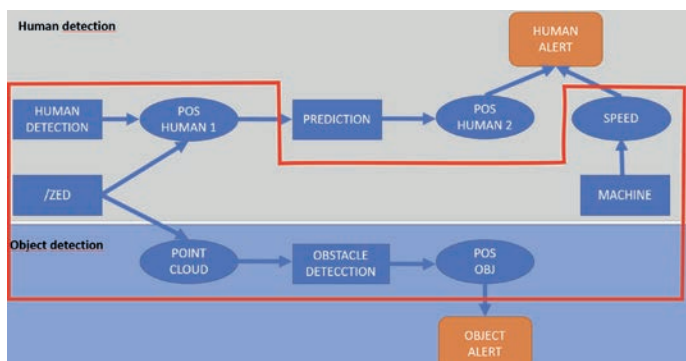 Human detection
HUMAN
ALERT
HUMAN
DETECTION
POS
HUMAN 1
PREDICTION
POS
HUMAN 2
SPEED
/ZED
MACHINE
Object detection
POINT
CLOUD
OBSTACLE
DETECCTION
POS
OBJ
OBJECT
ALERT